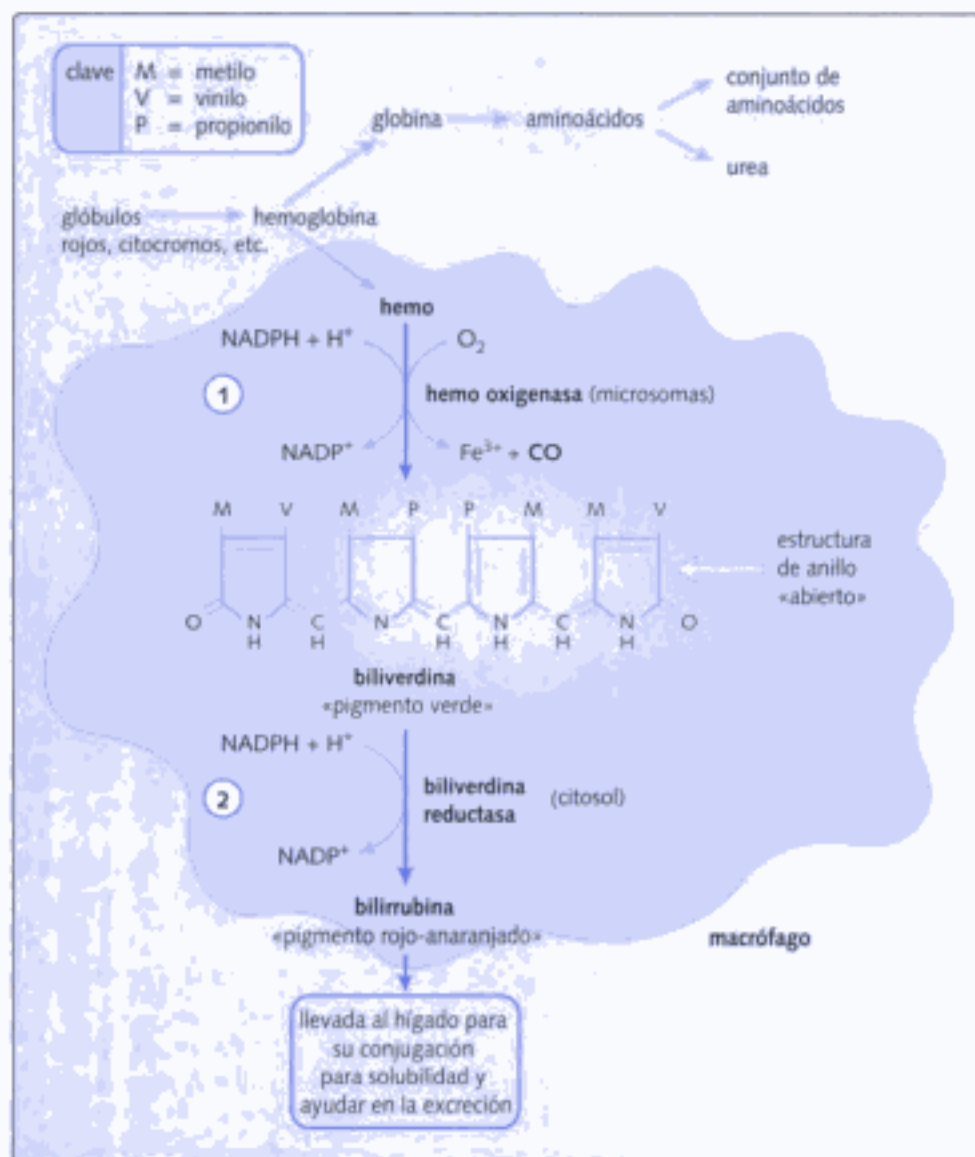 clave
M = metilo
V = vinilo
P = propionilo
globina
aminoácidos
conjunto de
aminoácidos
urea
glóbulos
rojos, citocromos, etc.
hemoglobina
hemo
NADPH + H⁺
O₂
1
hemo oxigenasa (microsomas)
NADP⁺
Fe³⁺ + CO
M V M P P M M V
estructura
de anillo
«abierto»
O N C N C N C N O
H H H H H H
biliverdina
«pigmento verde»
NADPH + H⁺
2
biliverdina
reductasa
(citosol)
NADP⁺
bilirrubina
«pigmento rojo-anaranjado»
macrófago
llevada al hígado para
su conjugación
para solubilidad y
ayudar en la excreción